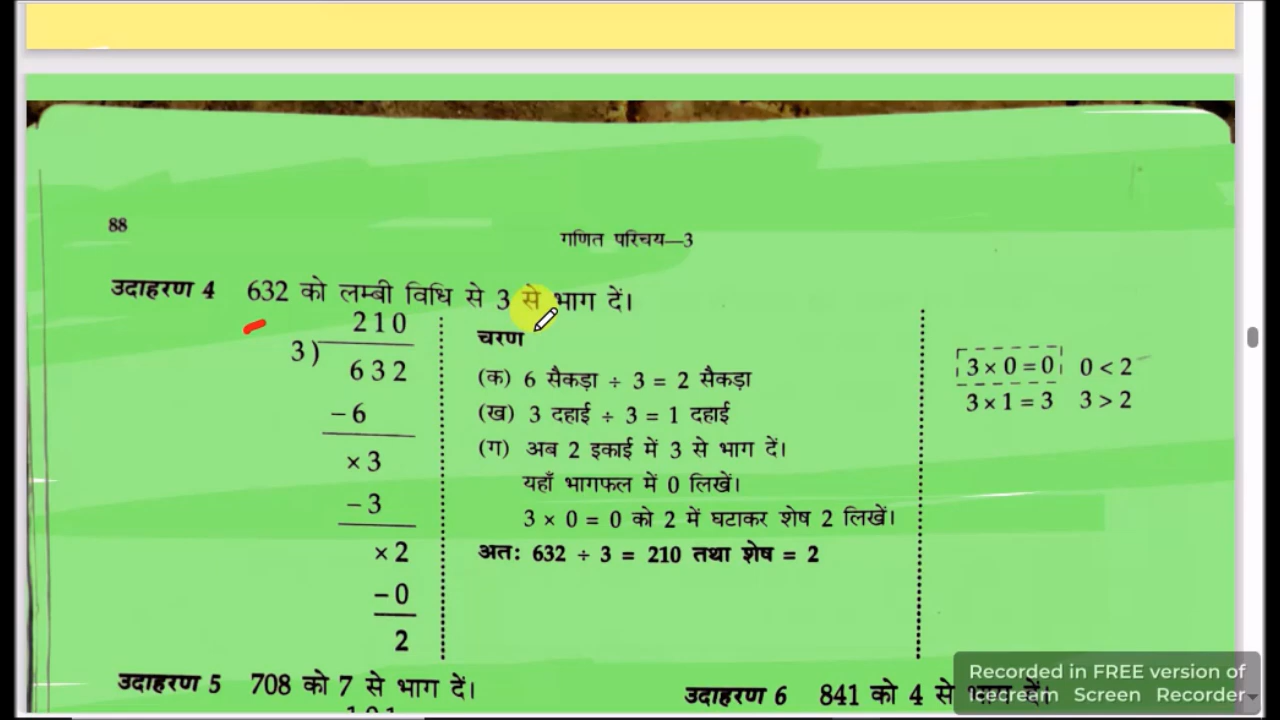 88
गणित परिचय—3
उदाहरण 4 632 को लम्बी विधि से 3 से भाग दें।
210
3) 632
-6
×3
-3
×2
-0
2
चरण
(क) 6 सैकड़ा ÷ 3 = 2 सैकड़ा
(ख) 3 दहाई ÷ 3 = 1 दहाई
(ग) अब 2 इकाई में 3 से भाग दें।
यहाँ भागफल में 0 लिखें।
3 × 0 = 0 को 2 में घटाकर शेष 2 लिखें।
अतः 632 ÷ 3 = 210 तथा शेष = 2
3 × 0 = 0 0 < 2
3 × 1 = 3 3 > 2
उदाहरण 5 708 को 7 से भाग दें।
उदाहरण 6 841 को 4 से भाग दें।
Recorded in FREE version of
Icecream Screen Recorder